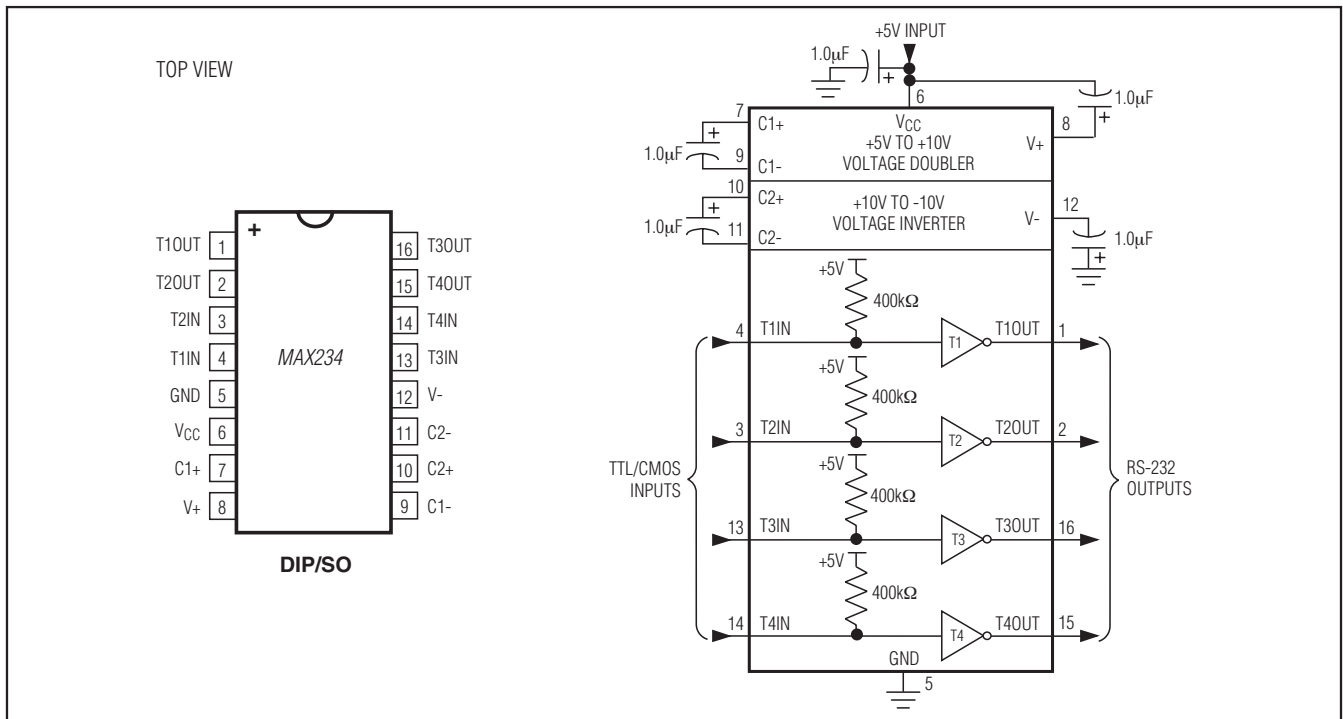 TOP VIEW
+
T1OUT 1
T2OUT 2
T2IN 3
T1IN 4
GND 5
VCC 6
C1+ 7
V+ 8
MAX234
16 T3OUT
15 T4OUT
14 T4IN
13 T3IN
12 V-
11 C2-
10 C2+
9 C1-
DIP/SO
+5V INPUT
1.0µF
+
6
1.0µF
+
7 C1+
+
1.0µF
9 C1-
VCC
+5V TO +10V
VOLTAGE DOUBLER
V+ 8
10 C2+
+
1.0µF
11 C2-
+10V TO -10V
VOLTAGE INVERTER
V- 12
1.0µF
+
+5V
400kΩ
4 T1IN T1 T1OUT 1
+5V
400kΩ
3 T2IN T2 T2OUT 2
+5V
400kΩ
13 T3IN T3 T3OUT 16
+5V
400kΩ
14 T4IN T4 T4OUT 15
TTL/CMOS
INPUTS
RS-232
OUTPUTS
GND
5